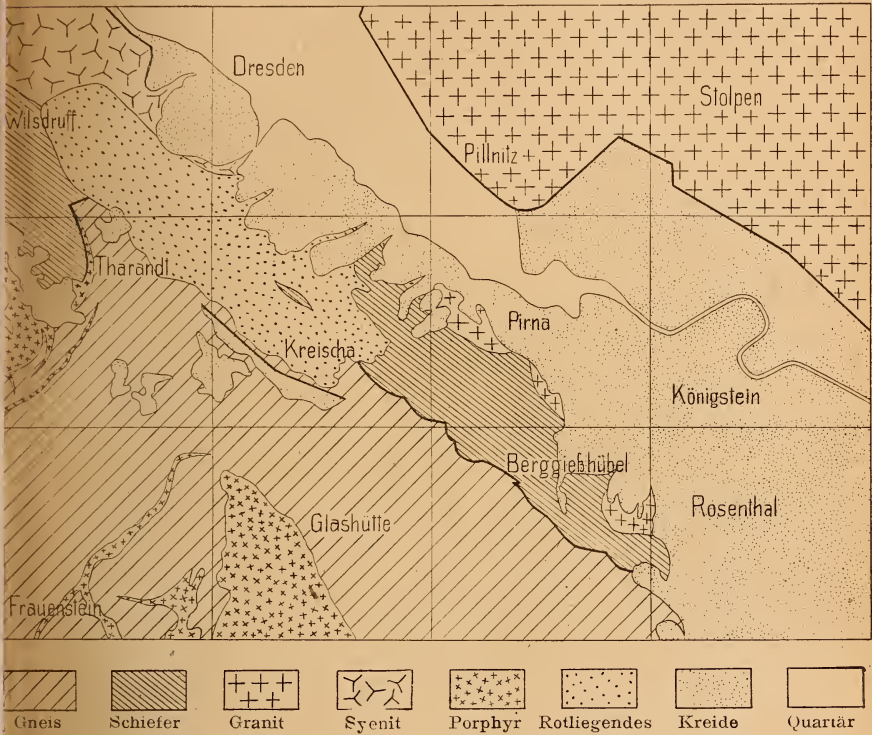 Dresden
Stolpen
Wilsdruff
Pillnitz
Tharandt
Pirna
Kreischa
Königstein
Berggießhübel
Rosenthal
Glashütte
Frauenstein
Gneis Schiefer Granit Syenit Porphyr Rotliegendes Kreide Quartär